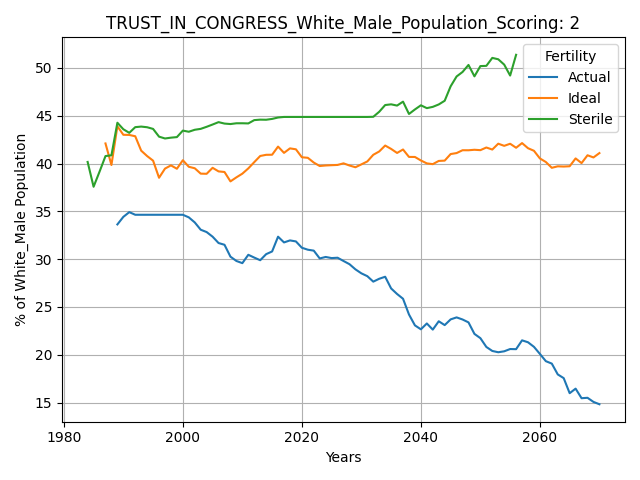 TRUST_IN_CONGRESS_White_Male_Population_Scoring: 2
% of White_Male Population
50
45
40
35
30
25
20
15
1980
2000
2020
2040
2060
Years
Fertility
Actual
Ideal
Sterile